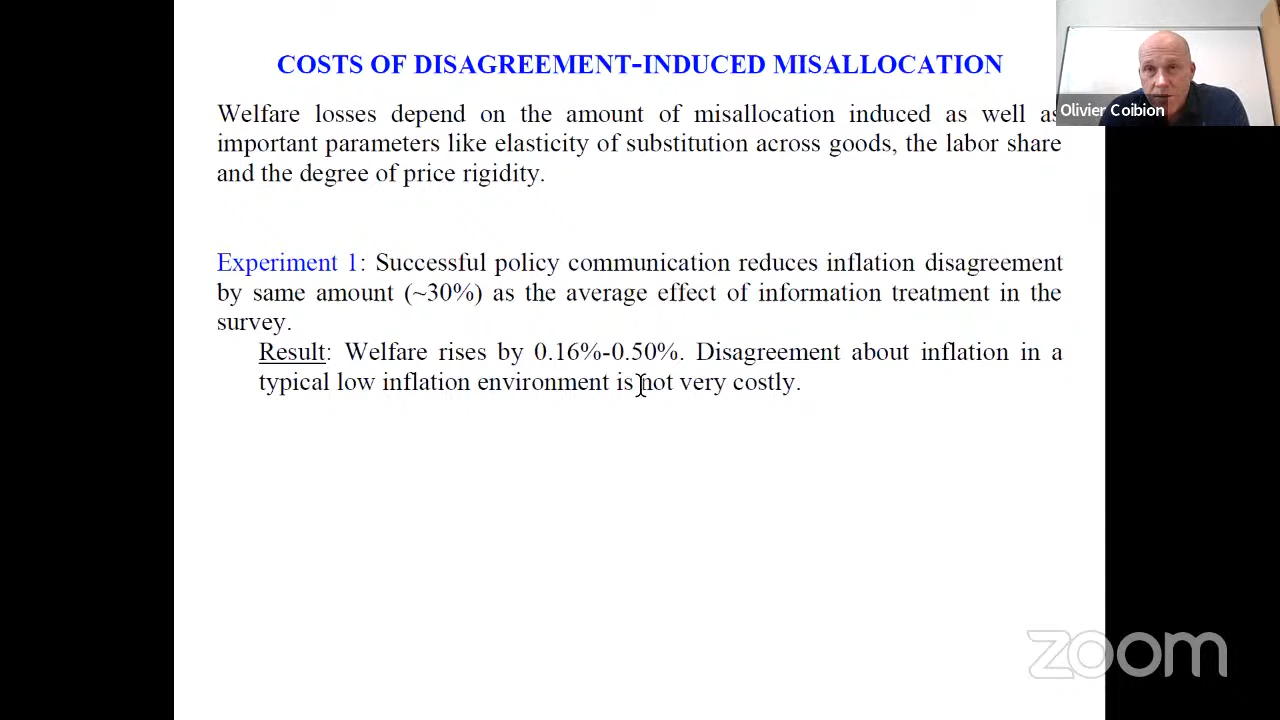 COSTS OF DISAGREEMENT-INDUCED MISALLOCATION
Welfare losses depend on the amount of misallocation induced as well as
important parameters like elasticity of substitution across goods, the labor share
and the degree of price rigidity.
Experiment 1: Successful policy communication reduces inflation disagreement
by same amount (~30%) as the average effect of information treatment in the
survey.
Result: Welfare rises by 0.16%-0.50%. Disagreement about inflation in a
typical low inflation environment is not very costly.
Olivier Coibion
zoom